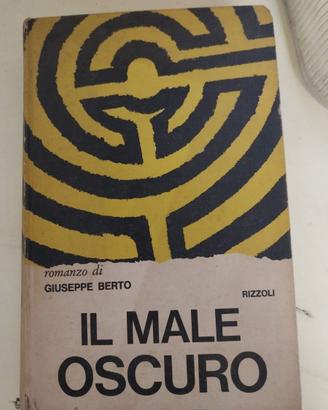 romanzo di
GIUSEPPE BERTO
RIZZOLI
IL MALE
OSCURO